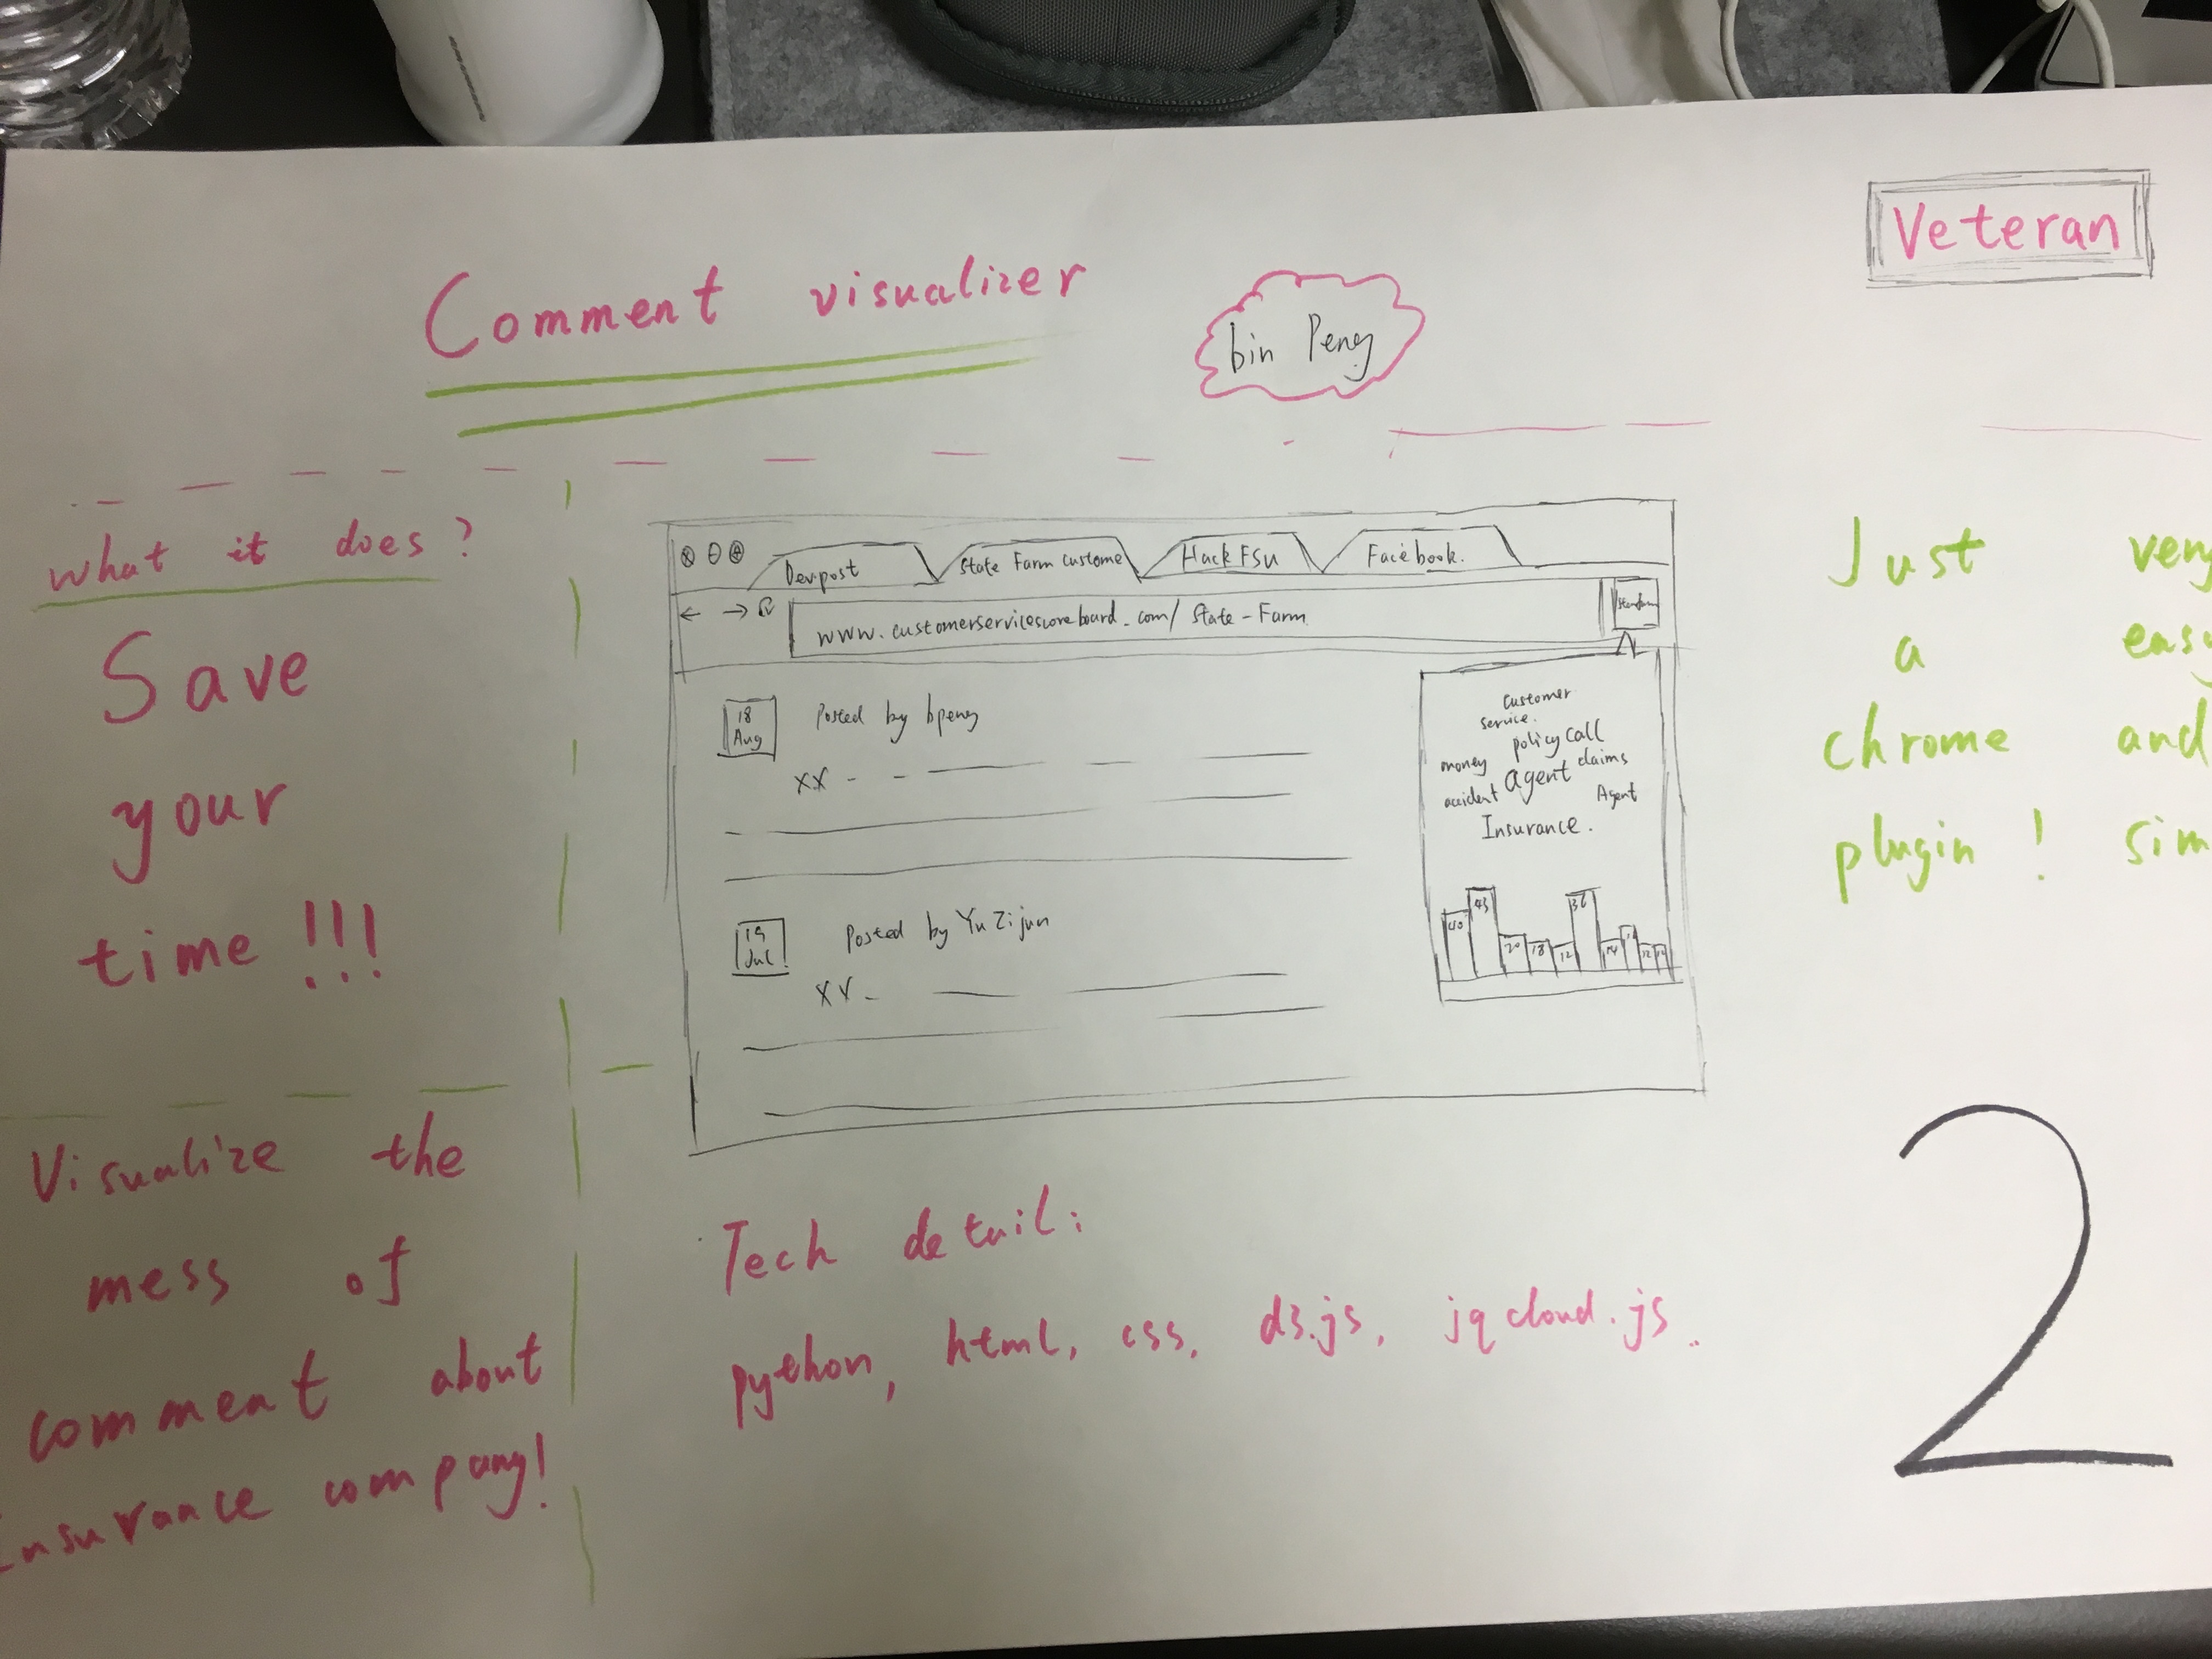 Veteran
Comment visualizer
bin Peng
what it does?
Save
your
time!!!
Visualize the
mess of
comment about
Insurance company!
Devpost
State Farm Custome
Hack FSU
Facebook.
www.customerservicescoreboard.com/State-Farm
18
Aug
Posted by bpeng
XX
19
Jul
Posted by YuZijun
XX
customer
service.
policy call
money agent claims
accident Agent
Insurance.
40 43 20 18 12 36 14 12
Just very
a easy
chrome and
plugin! sim
Tech detail:
python, html, css, d3.js, jqcloud.js.
2